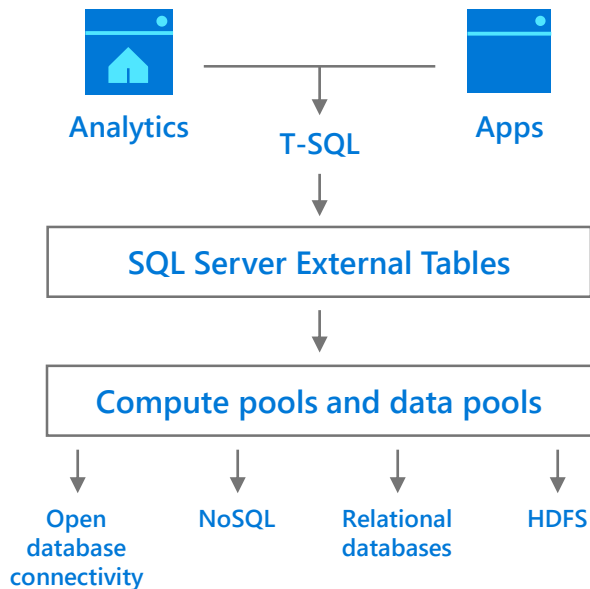 Analytics
Apps
T-SQL
SQL Server External Tables
Compute pools and data pools
Open
database
connectivity
NoSQL
Relational
databases
HDFS